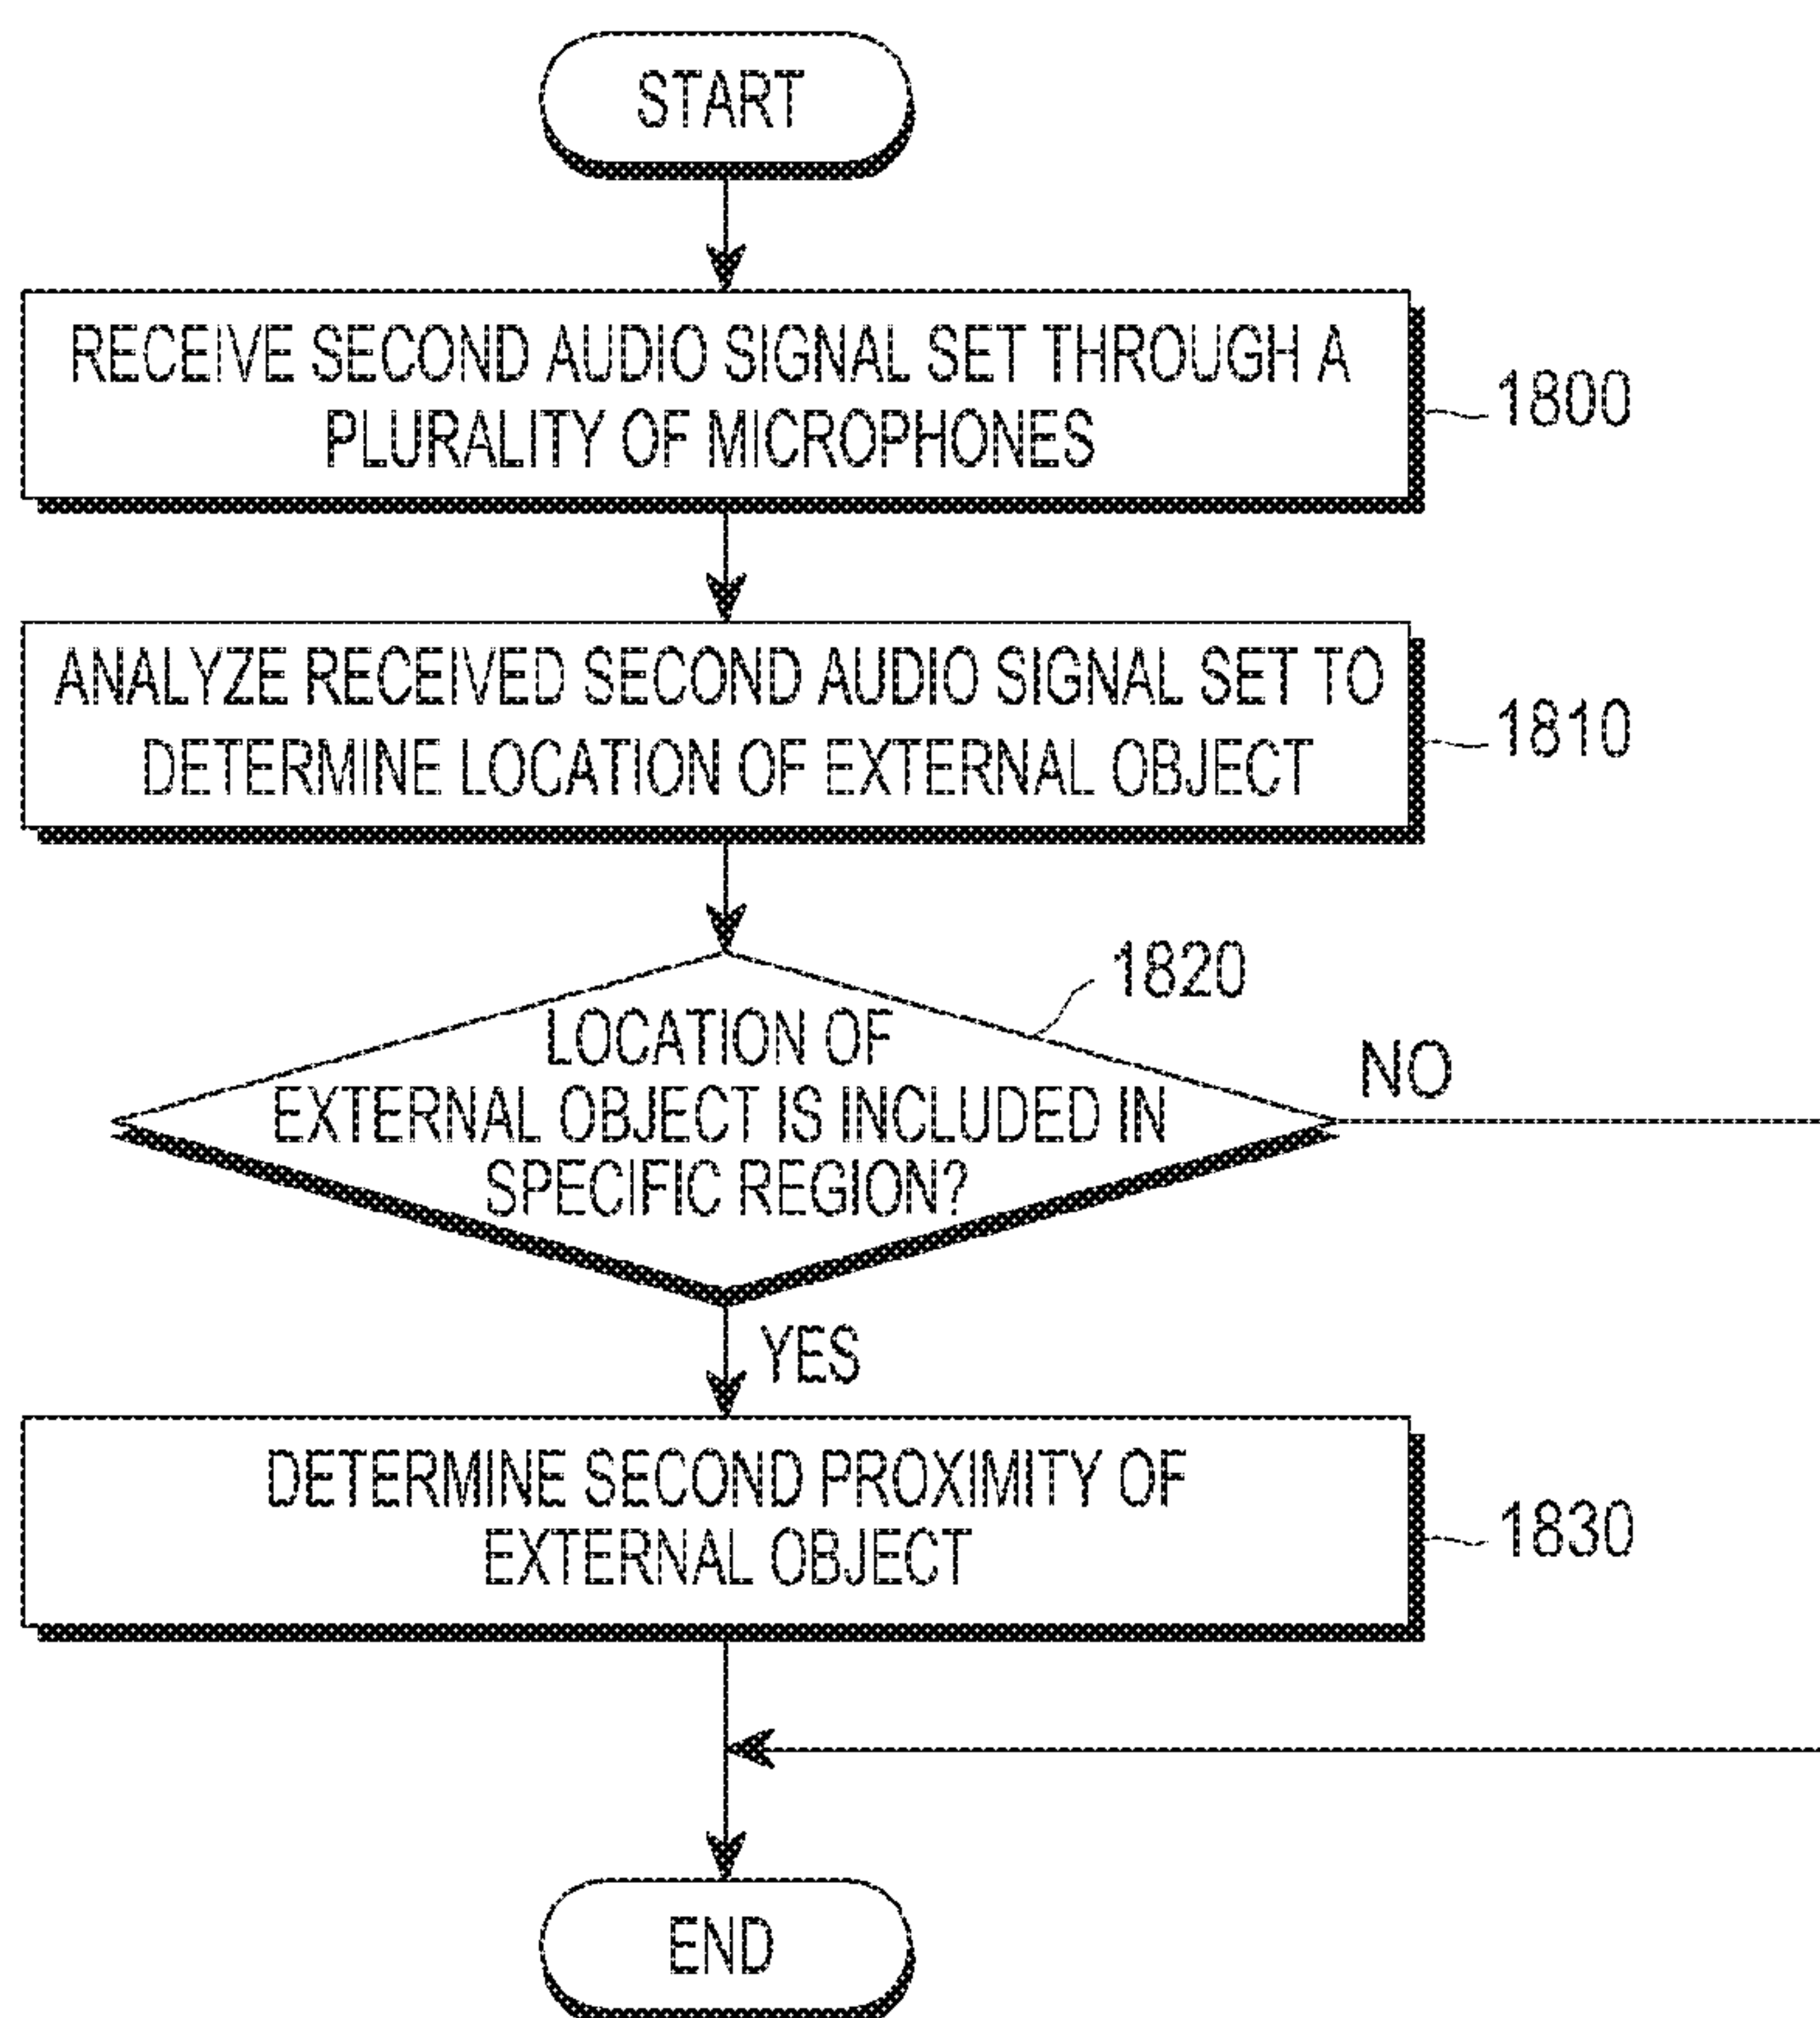 START
RECEIVE SECOND AUDIO SIGNAL SET THROUGH A
PLURALITY OF MICROPHONES
1800
ANALYZE RECEIVED SECOND AUDIO SIGNAL SET TO
DETERMINE LOCATION OF EXTERNAL OBJECT
1810
1820
LOCATION OF
EXTERNAL OBJECT IS INCLUDED IN
SPECIFIC REGION?
NO
YES
DETERMINE SECOND PROXIMITY OF
EXTERNAL OBJECT
1830
END